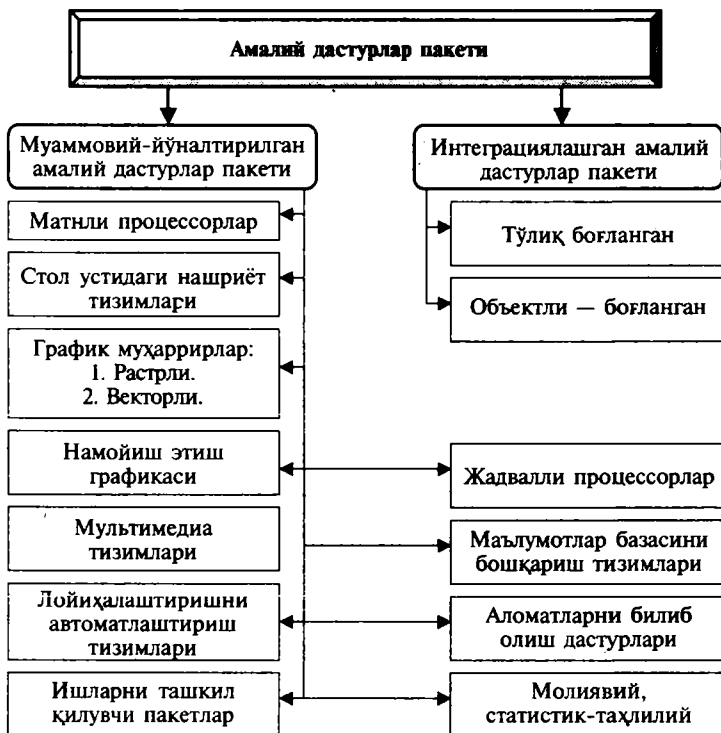 Амалий дастурлар пакети
Муаммовий-йўналтирилган
амалий дастурлар пакети
Интеграциялашган амалий
дастурлар пакети
Матнли процессорлар
Тўлиқ боғланган
Стол устидаги нашриёт
тизимлари
Объектли — боғланган
График муҳаррирлар:
1. Растрли.
2. Векторли.
Намойиш этиш
графикаси
Жадвалли процессорлар
Мультимедиа
тизимлари
Маълумотлар базасини
бошқариш тизимлари
Лойиҳалаштиришни
автоматлаштириш
тизимлари
Аломатларни билиб
олиш дастурлари
Ишларни ташкил
қилувчи пакетлар
Молиявий,
статистик-таҳлилий